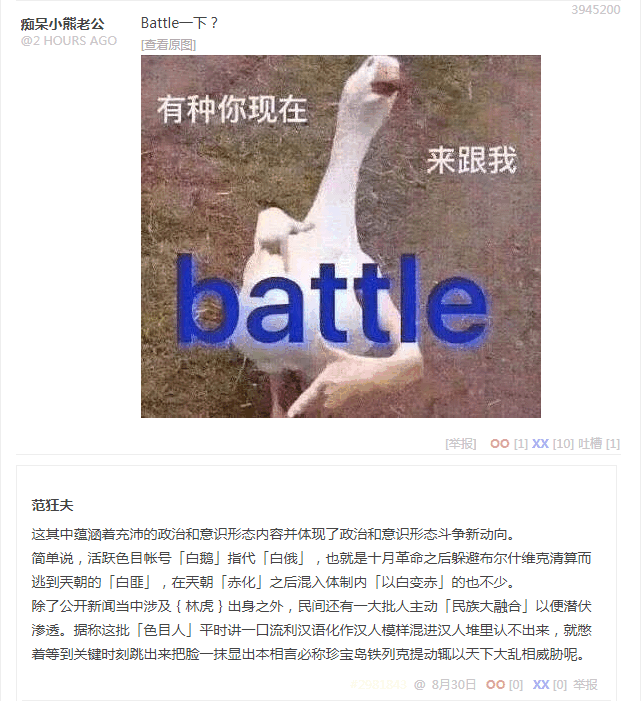 3945200
痴呆小熊老公
@2 HOURS AGO
Battle一下？
[查看原图]
有种你现在
来跟我
battle
[举报] OO [1] XX [10] 吐槽 [1]
范狂夫
这其中蕴涵着充沛的政治和意识形态内容并体现了政治和意识形态斗争新动向。
简单说，活跃色目帐号「白鹅」指代「白俄」，也就是十月革命之后躲避布尔什维克清算而
逃到天朝的「白匪」，在天朝「赤化」之后混入体制内「以白变赤」的也不少。
除了公开新闻当中涉及｛林虎｝出身之外，民间还有一大批人主动「民族大融合」以便潜伏
渗透。据称这批「色目人」平时讲一口流利汉语化作汉人模样混进汉人堆里认不出来，就憋
着等到关键时刻跳出来把脸一抹显出本相言必称珍宝岛铁列克提动辄以天下大乱相威胁呢。
@ 8月30日 OO [0] XX [0] 举报